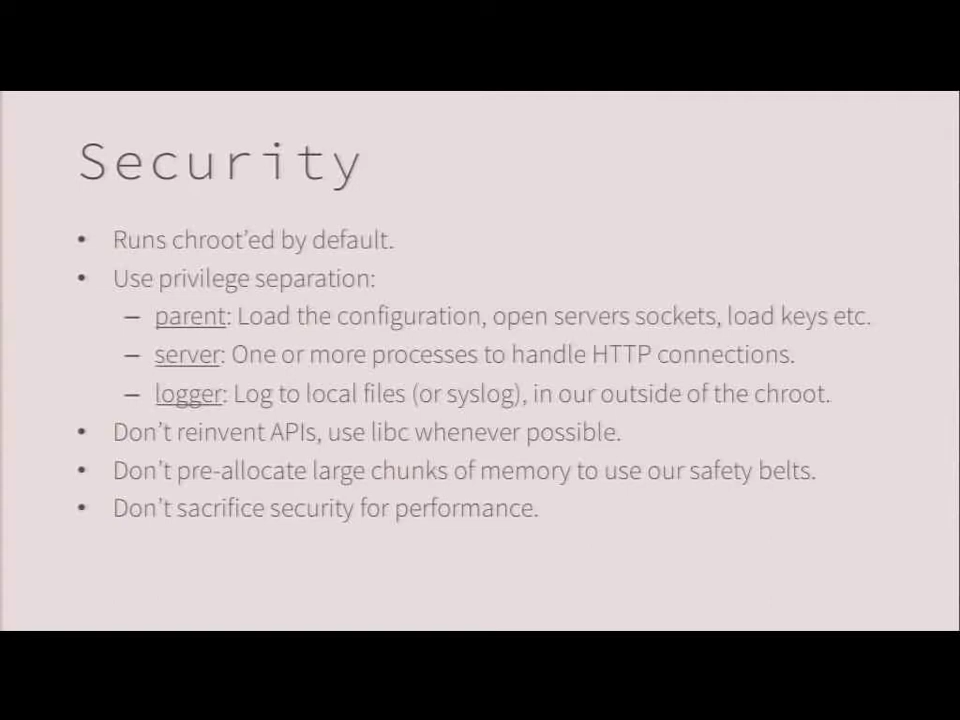 Security
• Runs chroot’ed by default.
• Use privilege separation:
– parent: Load the configuration, open servers sockets, load keys etc.
– server: One or more processes to handle HTTP connections.
– logger: Log to local files (or syslog), in our outside of the chroot.
• Don’t reinvent APIs, use libc whenever possible.
• Don’t pre-allocate large chunks of memory to use our safety belts.
• Don’t sacrifice security for performance.